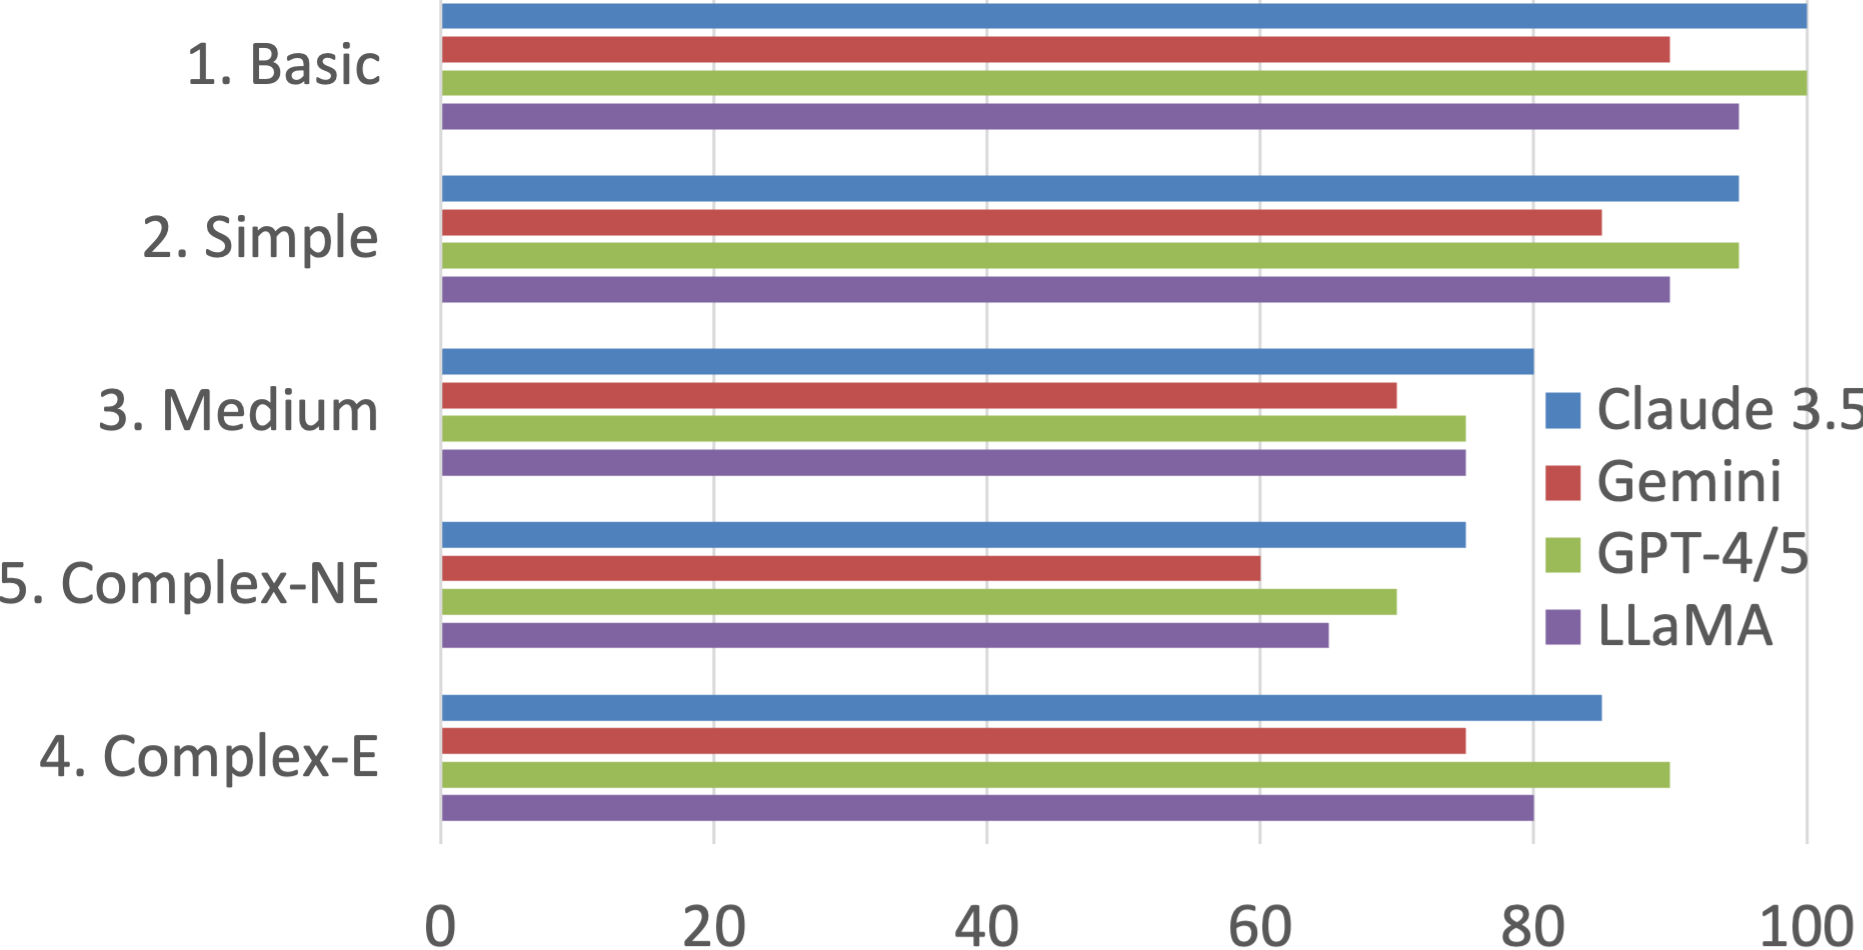 1. Basic
2. Simple
3. Medium
5. Complex-NE
4. Complex-E
Claude 3.5
Gemini
GPT-4/5
LLaMA
0 20 40 60 80 100